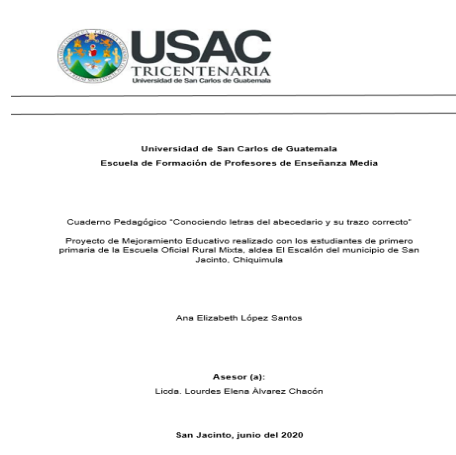 USAC
TRICENTENARIA
Universidad de San Carlos de Guatemala
Universidad de San Carlos de Guatemala
Escuela de Formación de Profesores de Enseñanza Media
Cuaderno Pedagógico "Conociendo letras del abecedario y su trazo correcto"
Proyecto de Mejoramiento Educativo realizado con los estudiantes de primero
primaria de la Escuela Oficial Rural Mixta, aldea El Escalón del municipio de San
Jacinto, Chiquimula
Ana Elizabeth López Santos
Asesor (a):
Licda. Lourdes Elena Álvarez Chacón
San Jacinto, junio del 2020